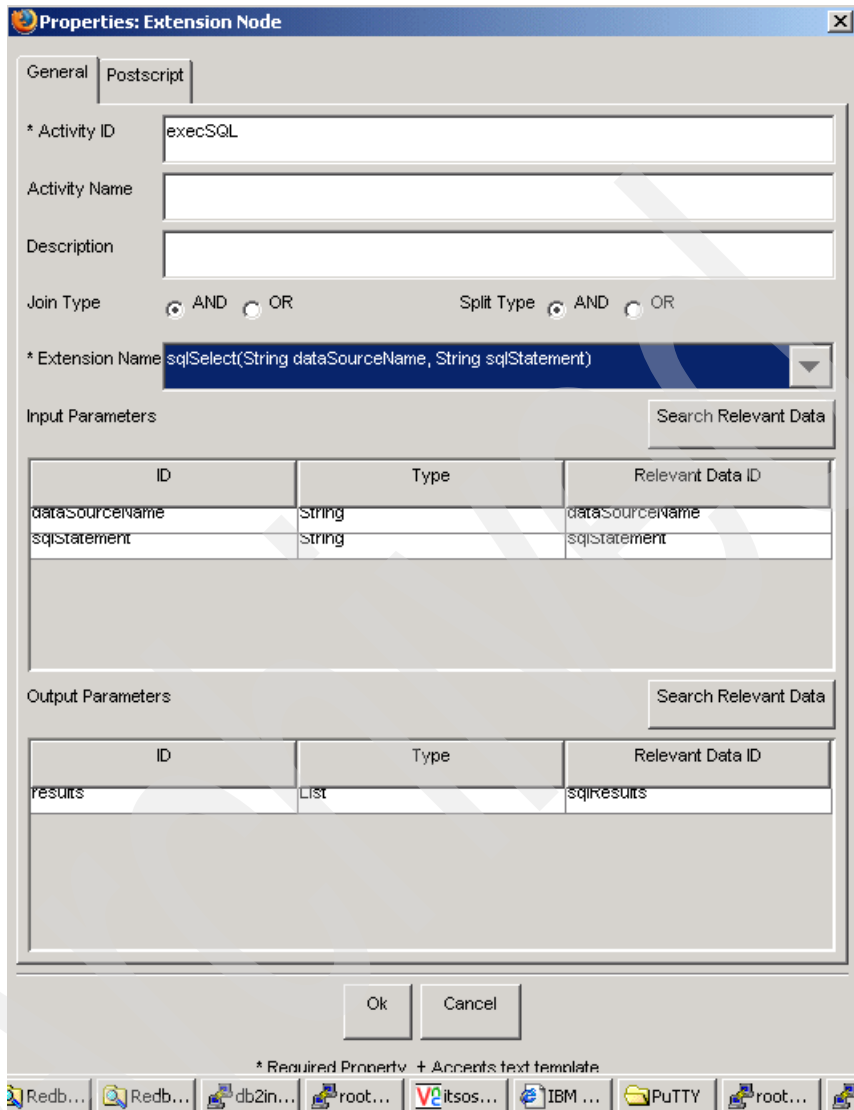 Properties: Extension Node
General Postscript
* Activity ID execSQL
Activity Name
Description
Join Type AND OR Split Type AND OR
* Extension Name sqlSelect(String dataSourceName, String sqlStatement)
Input Parameters Search Relevant Data
ID Type Relevant Data ID
dataSourceName String dataSourceName
sqlStatement String sqlStatement
Output Parameters Search Relevant Data
ID Type Relevant Data ID
results List sqlResults
Ok Cancel
* Required Property + Accents text template
Redb... Redb... db2in... root... itsos... IBM ... PuTTY root...